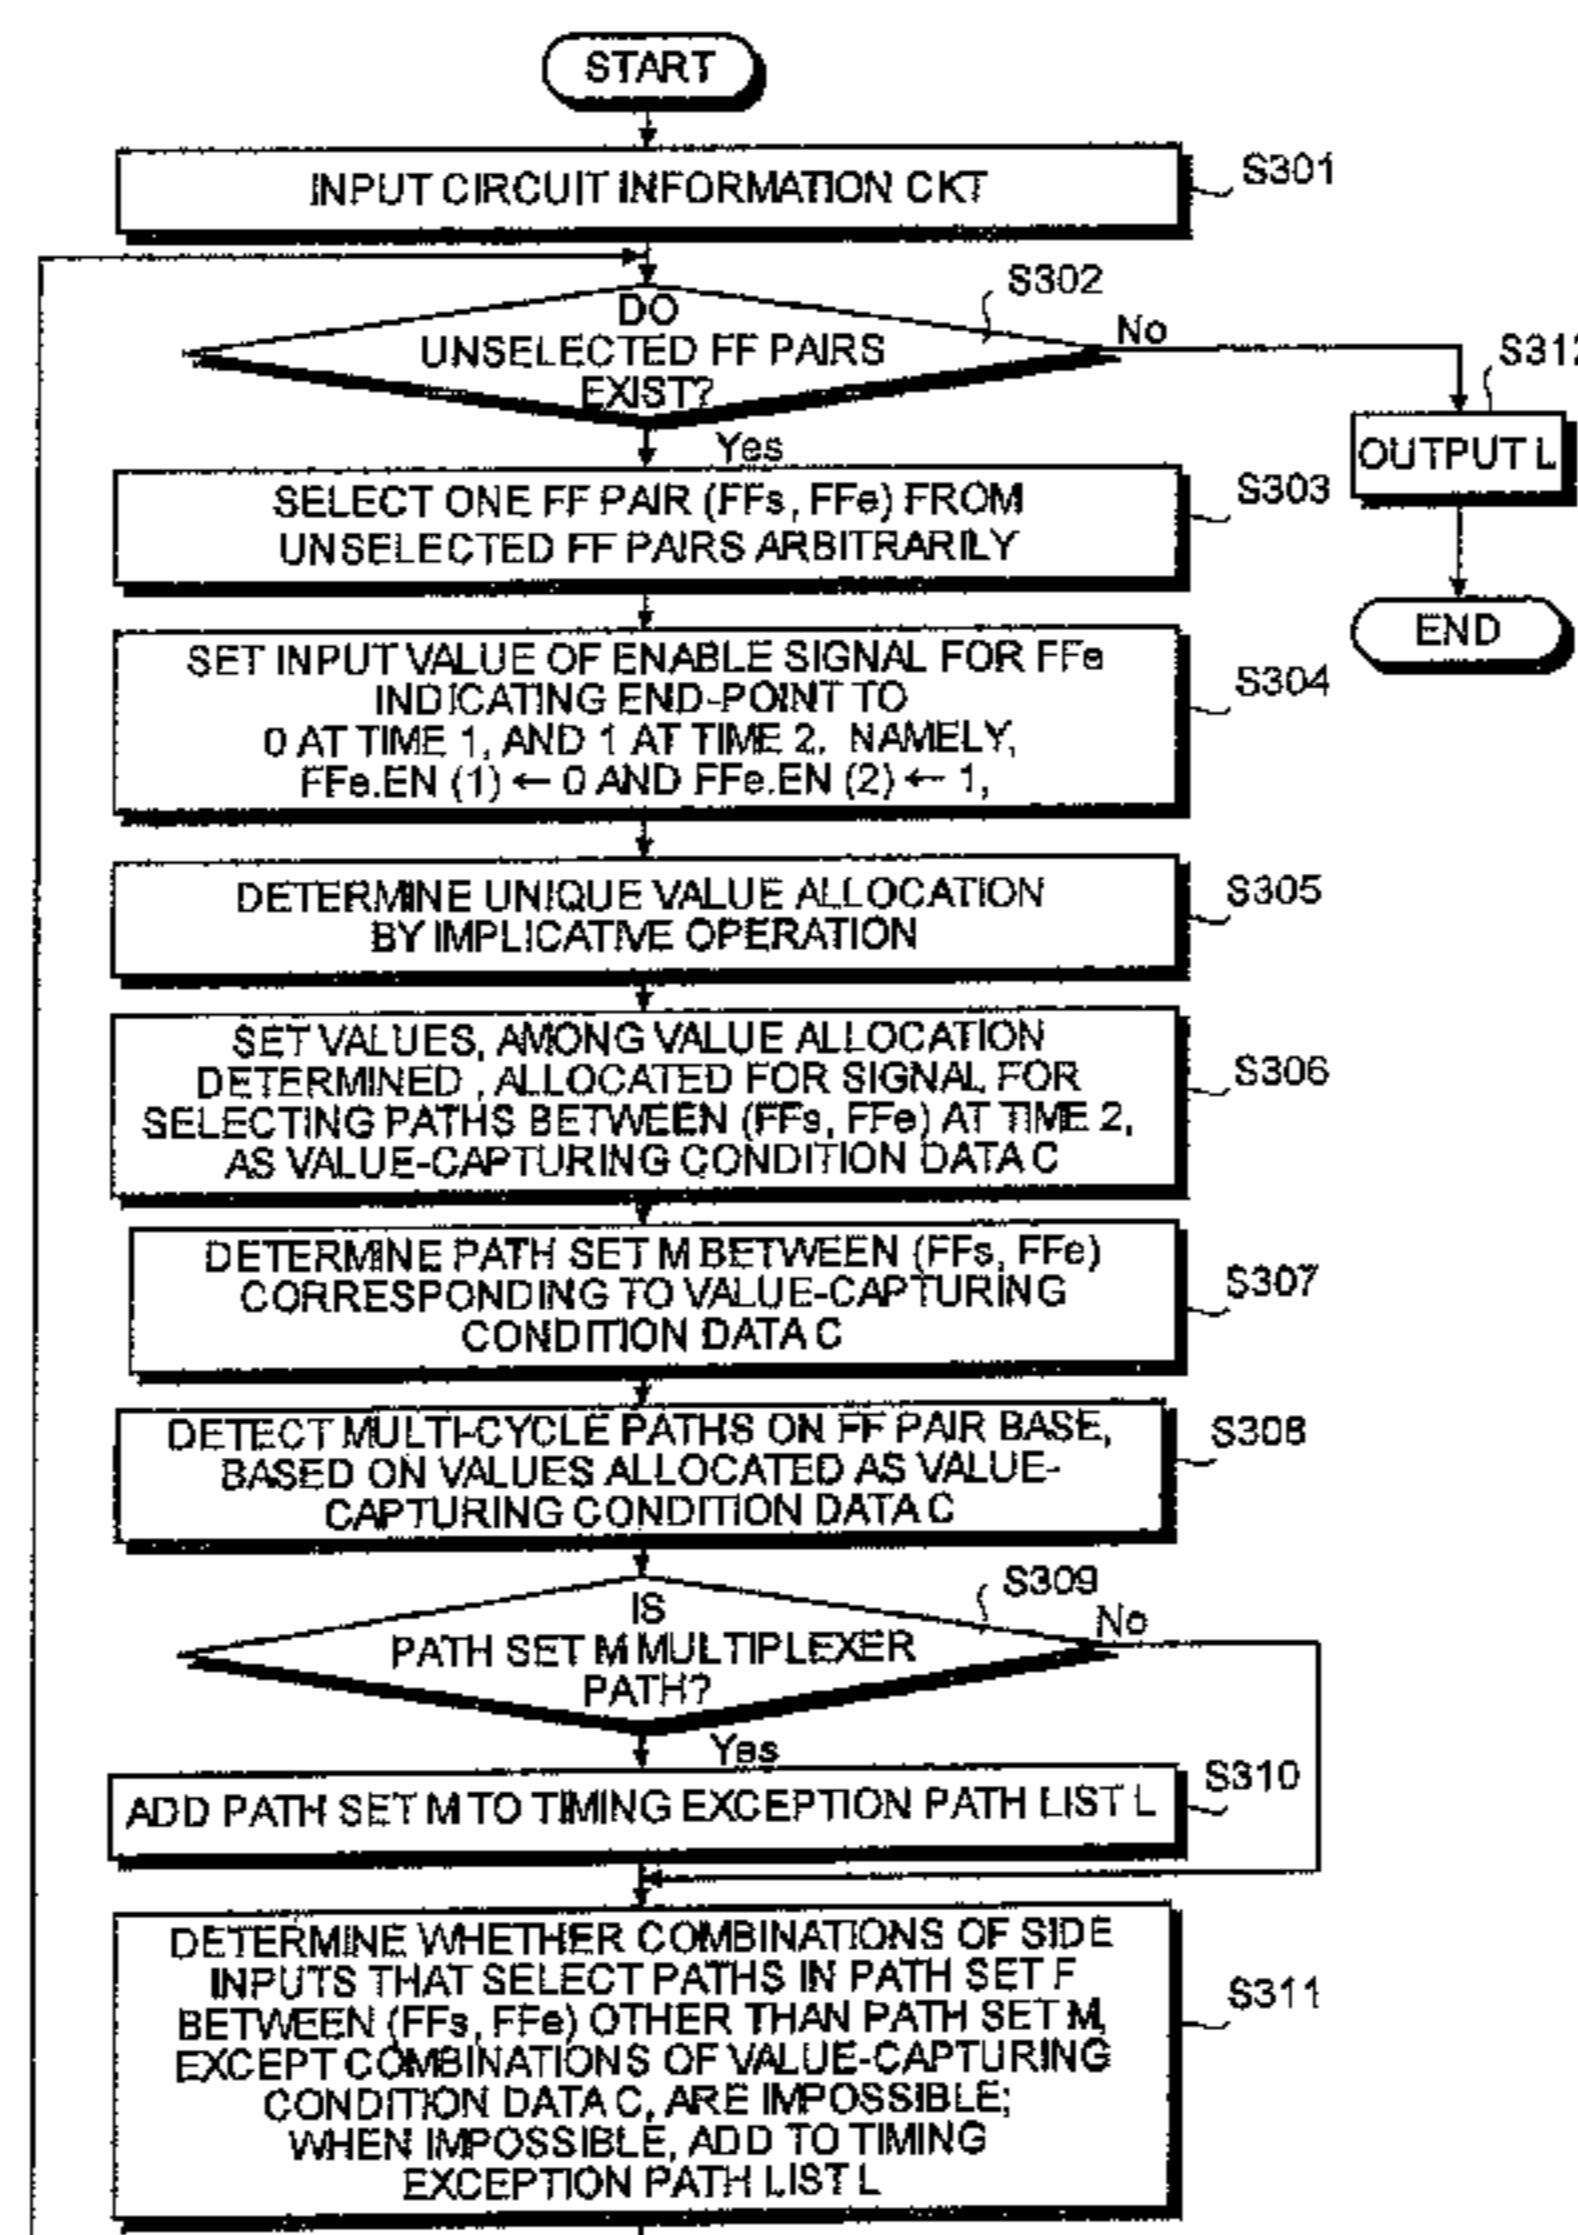 START
INPUT CIRCUIT INFORMATION CKT
S301
DO
UNSELECTED FF PAIRS
EXIST?
S302
No
Yes
S312
OUTPUT L
END
SELECT ONE FF PAIR (FFs, FFe) FROM
UNSELECTED FF PAIRS ARBITRARILY
S303
SET INPUT VALUE OF ENABLE SIGNAL FOR FFe
INDICATING END-POINT TO
0 AT TIME 1, AND 1 AT TIME 2. NAMELY,
FFe.EN (1) ← 0 AND FFe.EN (2) ← 1,
S304
DETERMINE UNIQUE VALUE ALLOCATION
BY IMPLICATIVE OPERATION
S305
SET VALUES, AMONG VALUE ALLOCATION
DETERMINED , ALLOCATED FOR SIGNAL FOR
SELECTING PATHS BETWEEN (FFs, FFe) AT TIME 2,
AS VALUE-CAPTURING CONDITION DATA C
S306
DETERMINE PATH SET M BETWEEN (FFs, FFe)
CORRESPONDING TO VALUE-CAPTURING
CONDITION DATA C
S307
DETECT MULTI-CYCLE PATHS ON FF PAIR BASE,
BASED ON VALUES ALLOCATED AS VALUE-
CAPTURING CONDITION DATA C
S308
IS
PATH SET M MULTIPLEXER
PATH?
S309
No
Yes
ADD PATH SET M TO TIMING EXCEPTION PATH LIST L
S310
DETERMINE WHETHER COMBINATIONS OF SIDE
INPUTS THAT SELECT PATHS IN PATH SET F
BETWEEN (FFs, FFe) OTHER THAN PATH SET M,
EXCEPT COMBINATIONS OF VALUE-CAPTURING
CONDITION DATA C, ARE IMPOSSIBLE;
WHEN IMPOSSIBLE, ADD TO TIMING
EXCEPTION PATH LIST L
S311